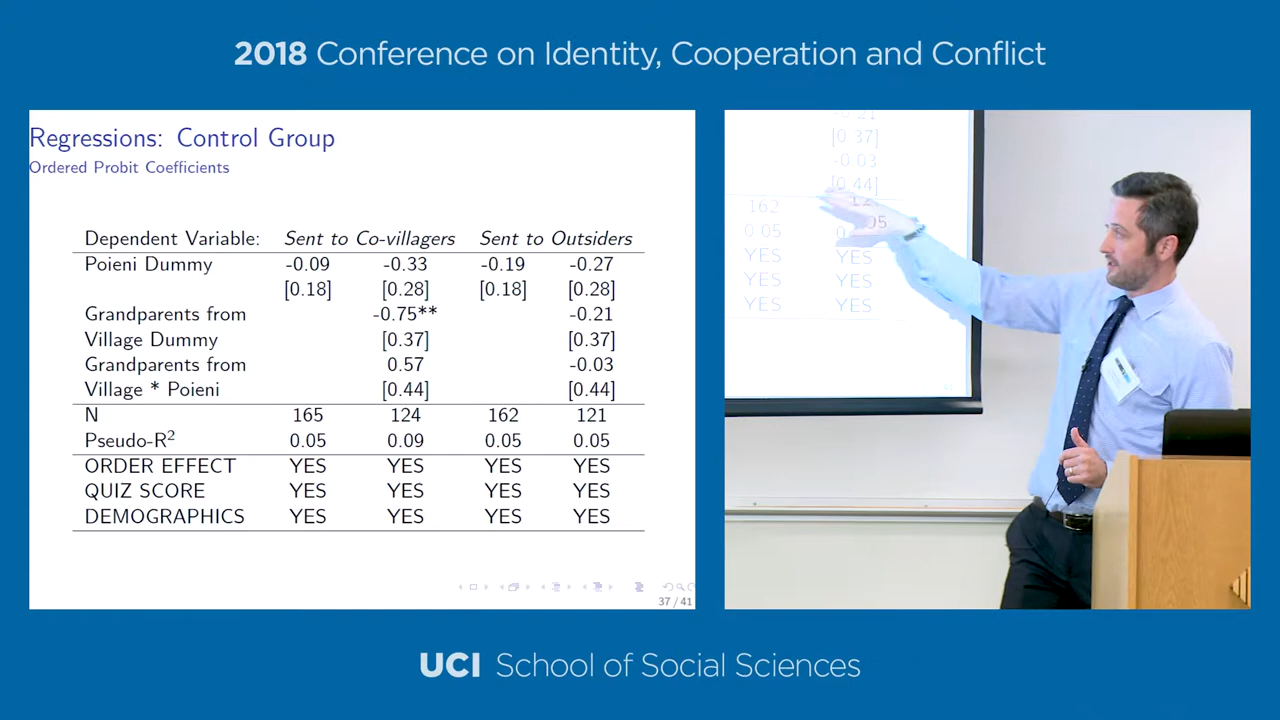 2018 Conference on Identity, Cooperation and Conflict
Regressions: Control Group
Ordered Probit Coefficients
Dependent Variable: Sent to Co-villagers Sent to Outsiders
Poieni Dummy -0.09 -0.33 -0.19 -0.27
[0.18] [0.28] [0.18] [0.28]
Grandparents from -0.75** -0.21
Village Dummy [0.37] [0.37]
Grandparents from 0.57 -0.03
Village * Poieni [0.44] [0.44]
N 165 124 162 121
Pseudo-R² 0.05 0.09 0.05 0.05
ORDER EFFECT YES YES YES YES
QUIZ SCORE YES YES YES YES
DEMOGRAPHICS YES YES YES YES
37 / 41
-0.21
[0.37]
-0.03
[0.44]
162
0.05
YES YES
YES YES
YES YES
UCI School of Social Sciences